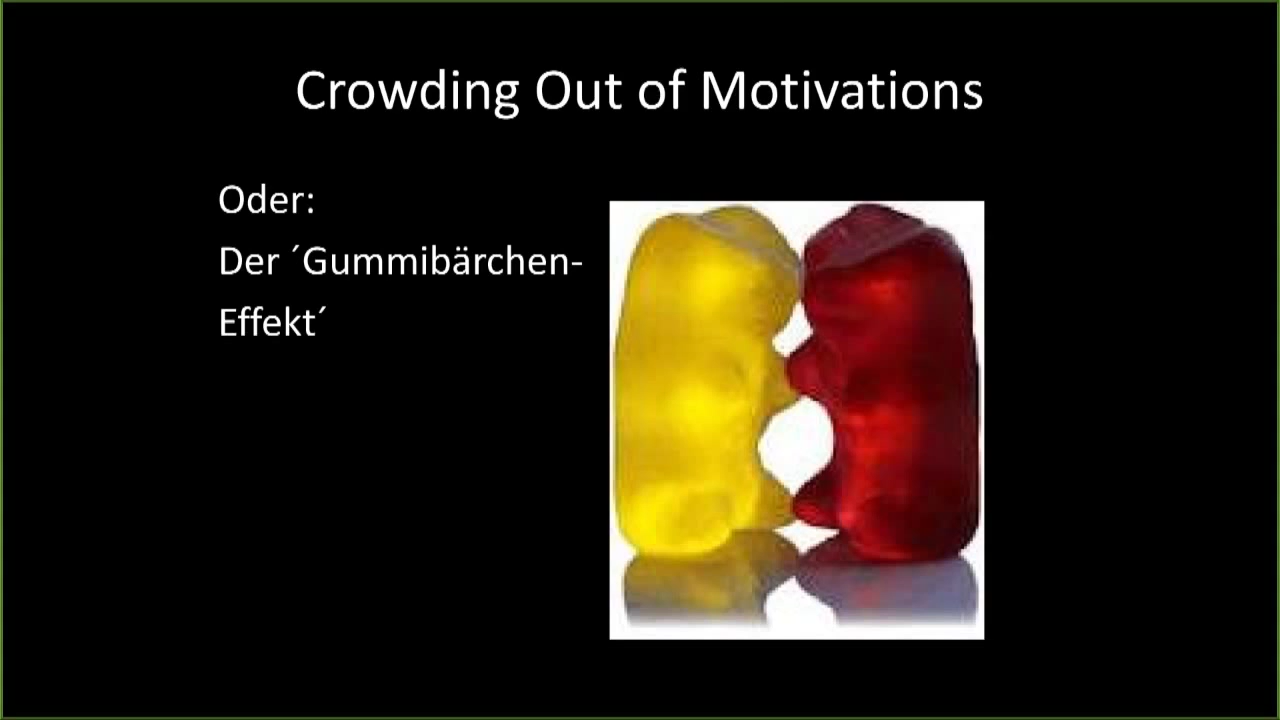 Crowding Out of Motivations
Oder:
Der ´Gummibärchen-
Effekt´